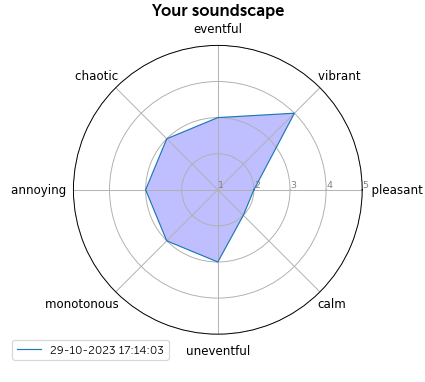 Your soundscape
eventful
chaotic
vibrant
annoying
1
2
3
4
5
pleasant
monotonous
calm
29-10-2023 17:14:03
uneventful